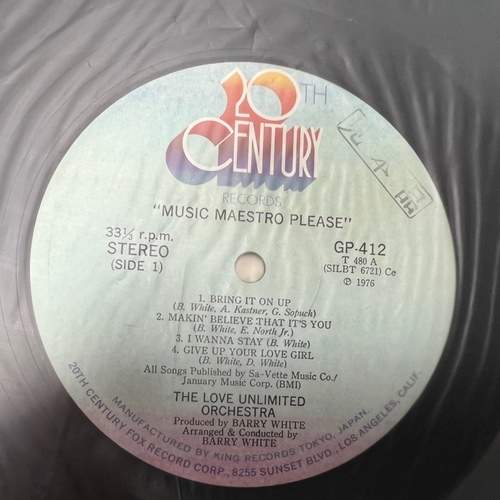 20TH
CENTURY
RECORDS
"MUSIC MAESTRO PLEASE"
33⅓ r.p.m.
STEREO
(SIDE 1)
GP-412
T 480 A
(SILBT 6721) Ce
℗ 1976
1. BRING IT ON UP
(B. White, A. Kastner, G. Sopuch)
2. MAKIN' BELIEVE THAT IT'S YOU
(B. White, E. North Jr.)
3. I WANNA STAY (B. White)
4. GIVE UP YOUR LOVE GIRL
(B. White, D. White)
All Songs Published by Sa-Vette Music Co./
January Music Corp. (BMI)
THE LOVE UNLIMITED
ORCHESTRA
Produced by BARRY WHITE
Arranged & Conducted by
BARRY WHITE
MANUFACTURED BY KING RECORDS TOKYO, JAPAN.
20TH CENTURY FOX RECORD CORP., 8255 SUNSET BLVD., LOS ANGELES, CALIF.